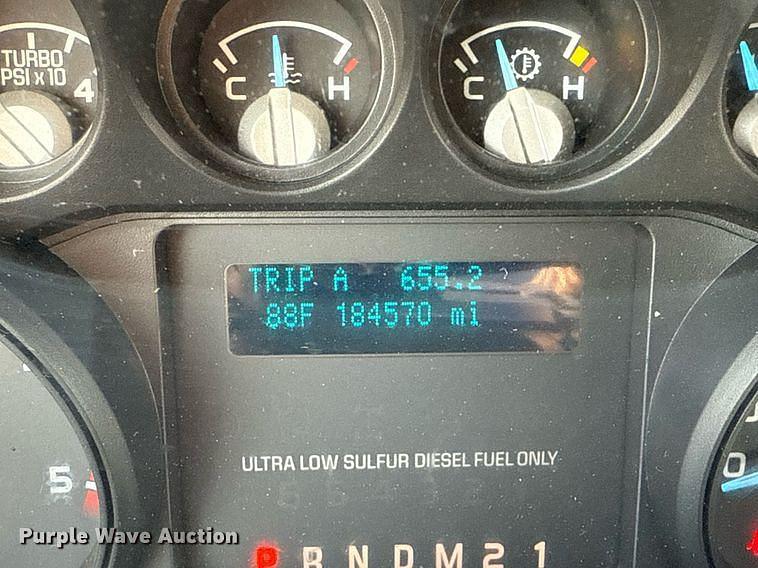 TURBO
PSI x 10
4
C H
C H
TRIP A 655.2
88F 184570 mi
ULTRA LOW SULFUR DIESEL FUEL ONLY
5
0
P R N D M 2 1
Purple Wave Auction